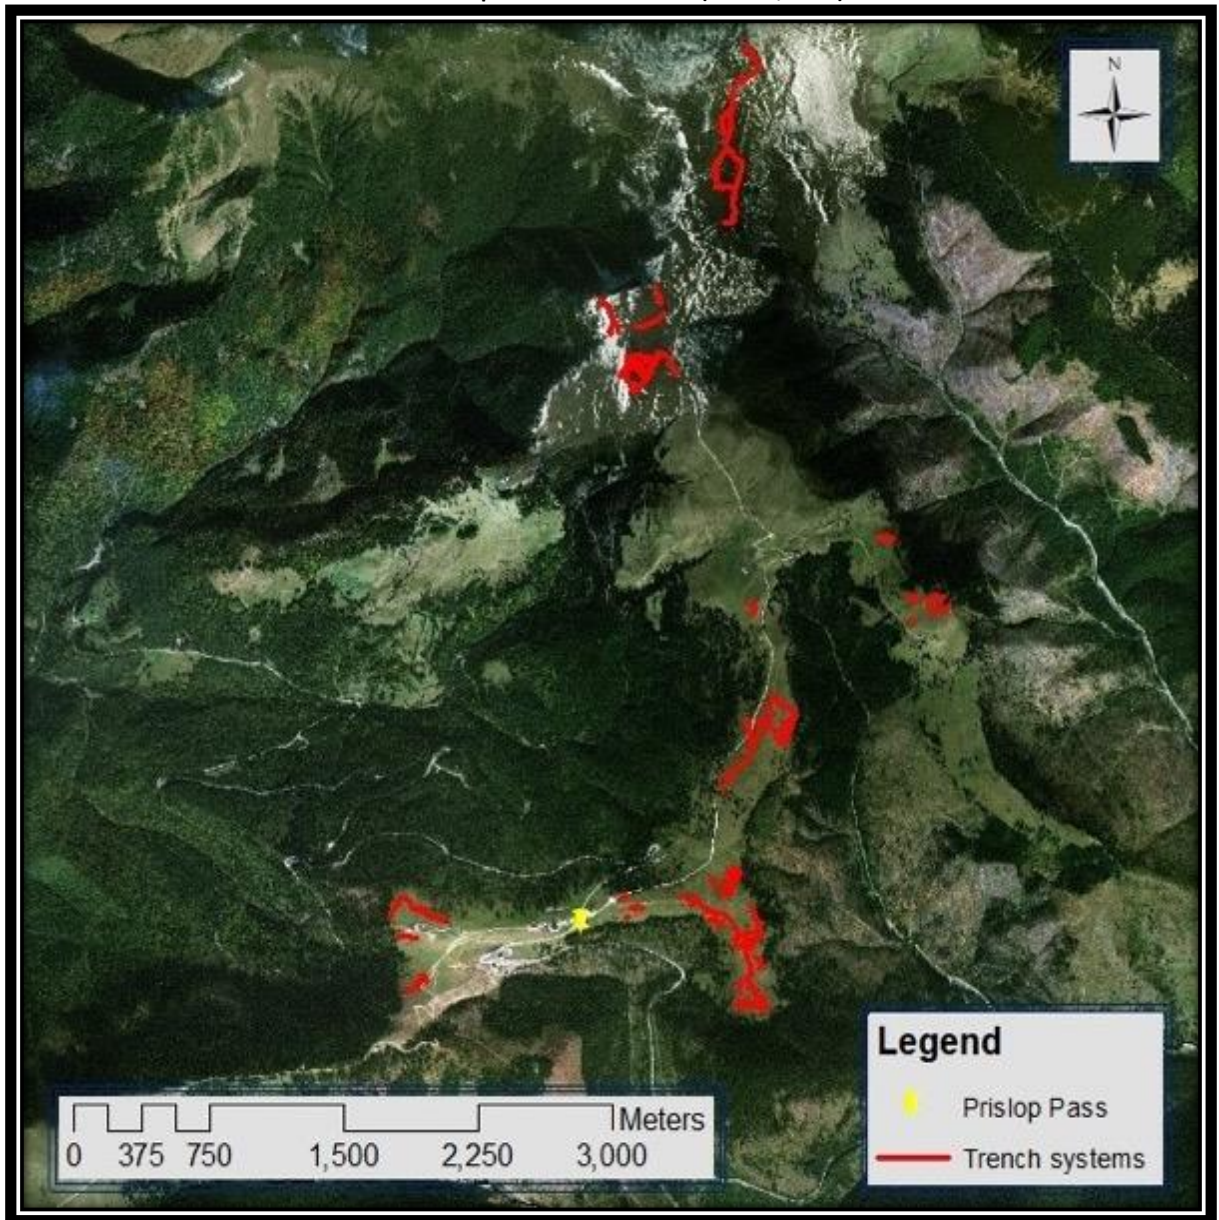 N
Legend
Prislop Pass
Trench systems
Meters
0 375 750 1,500 2,250 3,000